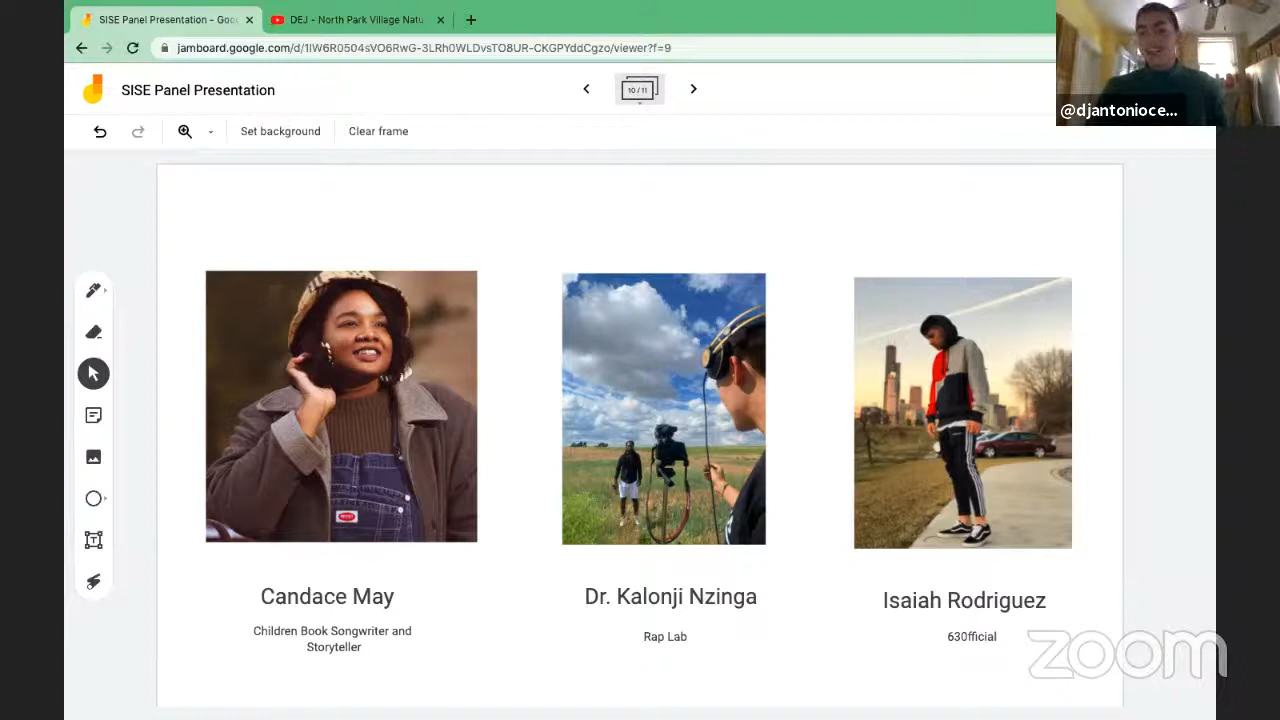 SISE Panel Presentation - Goo
DEJ - North Park Village Natu
jamboard.google.com/d/1IW6R0504sVO6RwG-3LRh0WLDvsTO8UR-CKGPYddCgzo/viewer?f=9
SISE Panel Presentation
10 / 11
@djantonioce...
Set background
Clear frame
Candace May
Dr. Kalonji Nzinga
Isaiah Rodriguez
Children Book Songwriter and
Storyteller
Rap Lab
630fficial
zoom